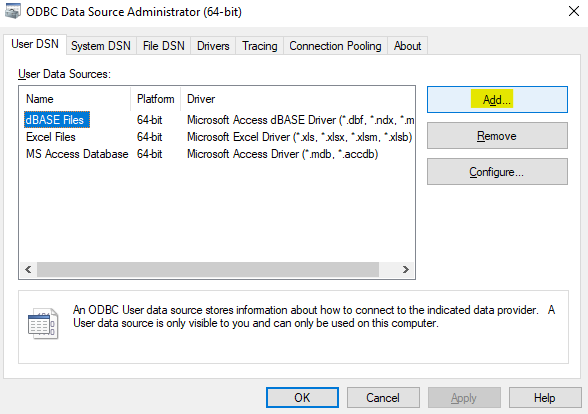 ODBC Data Source Administrator (64-bit)
User DSN System DSN File DSN Drivers Tracing Connection Pooling About
User Data Sources:
Name Platform Driver
dBASE Files 64-bit Microsoft Access dBASE Driver (*.dbf, *.ndx, *.m
Excel Files 64-bit Microsoft Excel Driver (*.xls, *.xlsx, *.xlsm, *.xlsb)
MS Access Database 64-bit Microsoft Access Driver (*.mdb, *.accdb)
Add...
Remove
Configure...
An ODBC User data source stores information about how to connect to the indicated data provider. A
User data source is only visible to you and can only be used on this computer.
OK Cancel Apply Help